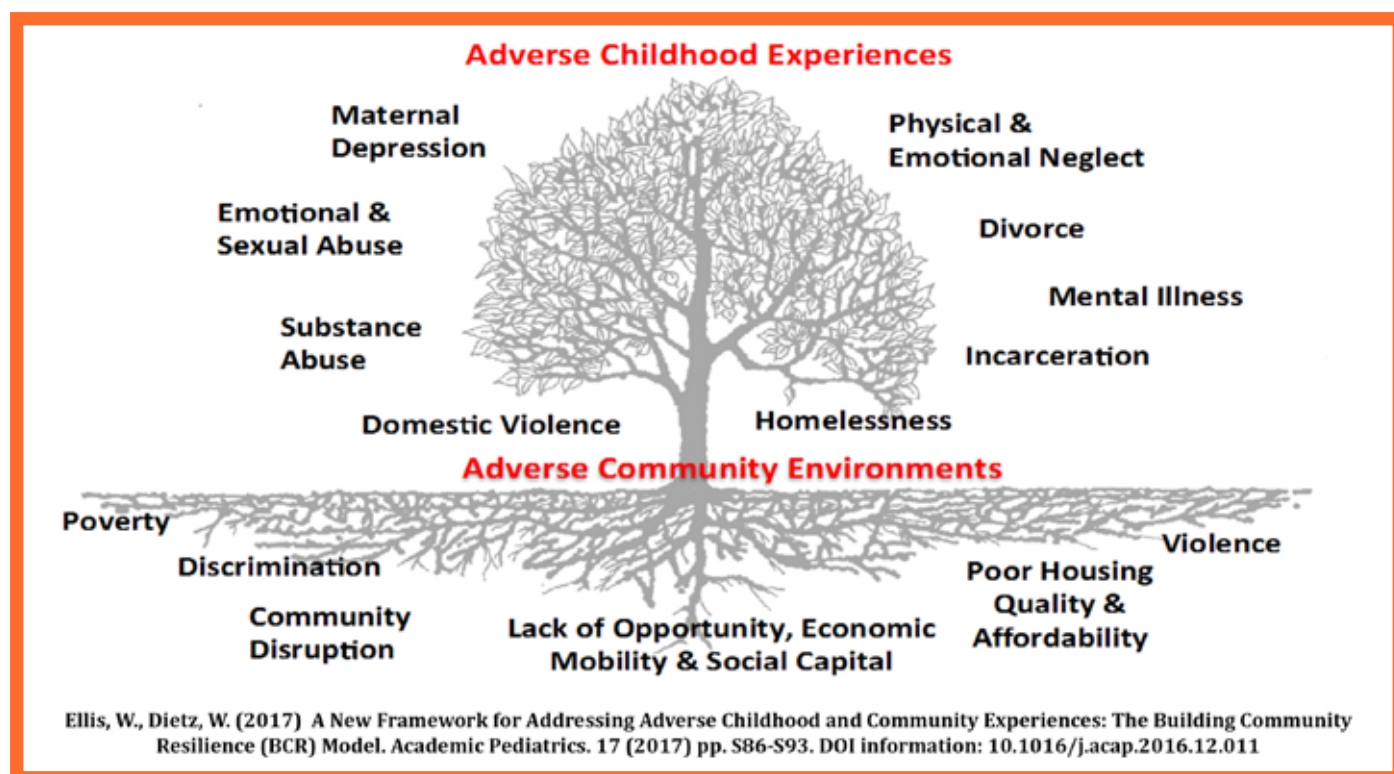 Adverse Childhood Experiences
Maternal
Depression
Physical &
Emotional Neglect
Emotional &
Sexual Abuse
Divorce
Mental Illness
Substance
Abuse
Incarceration
Domestic Violence
Homelessness
Adverse Community Environments
Poverty
Violence
Discrimination
Poor Housing
Quality &
Affordability
Community
Disruption
Lack of Opportunity, Economic
Mobility & Social Capital
Ellis, W., Dietz, W. (2017) A New Framework for Addressing Adverse Childhood and Community Experiences: The Building Community
Resilience (BCR) Model. Academic Pediatrics. 17 (2017) pp. S86-S93. DOI information: 10.1016/j.acap.2016.12.011